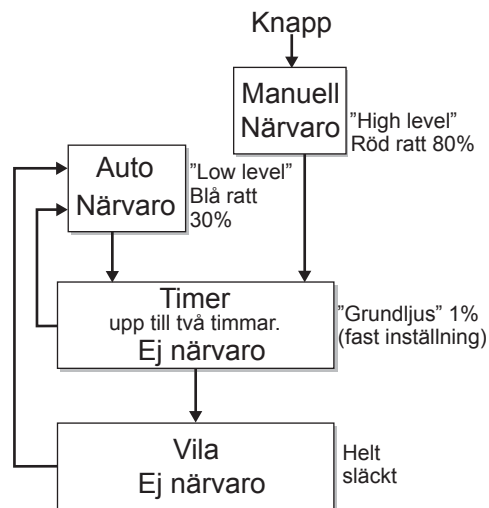 Knapp
Manuell
Närvaro
”High level”
Röd ratt 80%
Auto
Närvaro
”Low level”
Blå ratt
30%
Timer
upp till två timmar.
Ej närvaro
”Grundljus” 1%
(fast inställning)
Vila
Ej närvaro
Helt
släckt